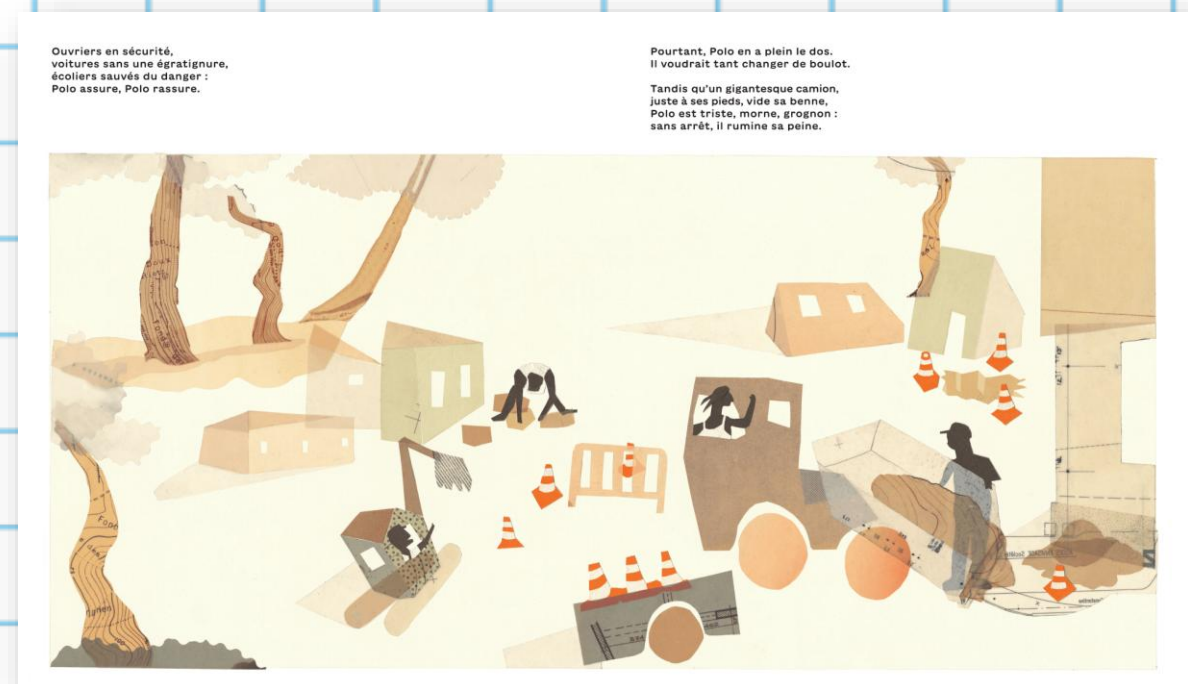 Ouvriers en sécurité,
voitures sans une égratignure,
écoliers sauvés du danger :
Polo assure, Polo rassure.
Pourtant, Polo en a plein le dos.
Il voudrait tant changer de boulot.
Tandis qu'un gigantesque camion,
juste à ses pieds, vide sa benne,
Polo est triste, morne, grognon :
sans arrêt, il rumine sa peine.